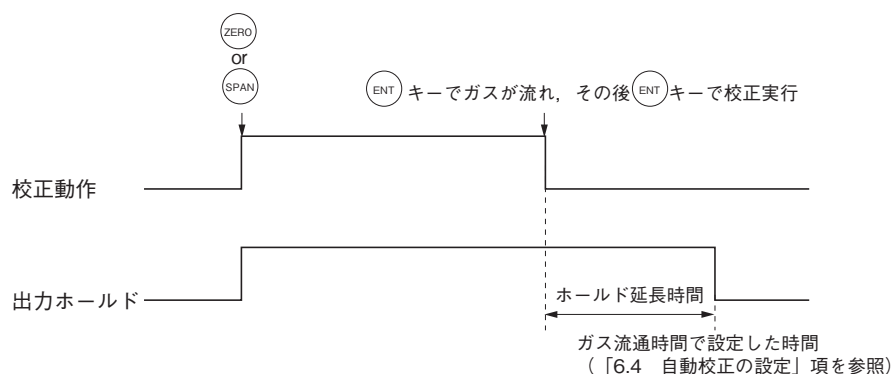 ZERO
or
SPAN
ENT キーでガスが流れ，その後 ENT キーで校正実行
校正動作
出力ホールド
ホールド延長時間
ガス流通時間で設定した時間
（「6.4　自動校正の設定」項を参照）